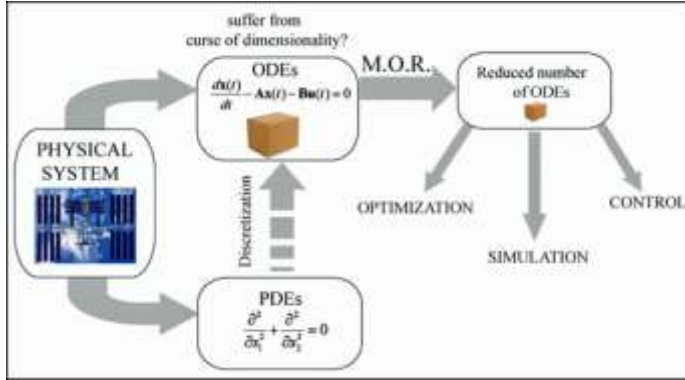 suffer from
curse of dimensionality?
ODEs
dx(t)/dt - Ax(t) - Bu(t) = 0
M.O.R.
Reduced number
of ODEs
PHYSICAL
SYSTEM
Discretization
OPTIMIZATION
CONTROL
SIMULATION
PDEs
∂²/∂x₁² + ∂²/∂x₂² = 0